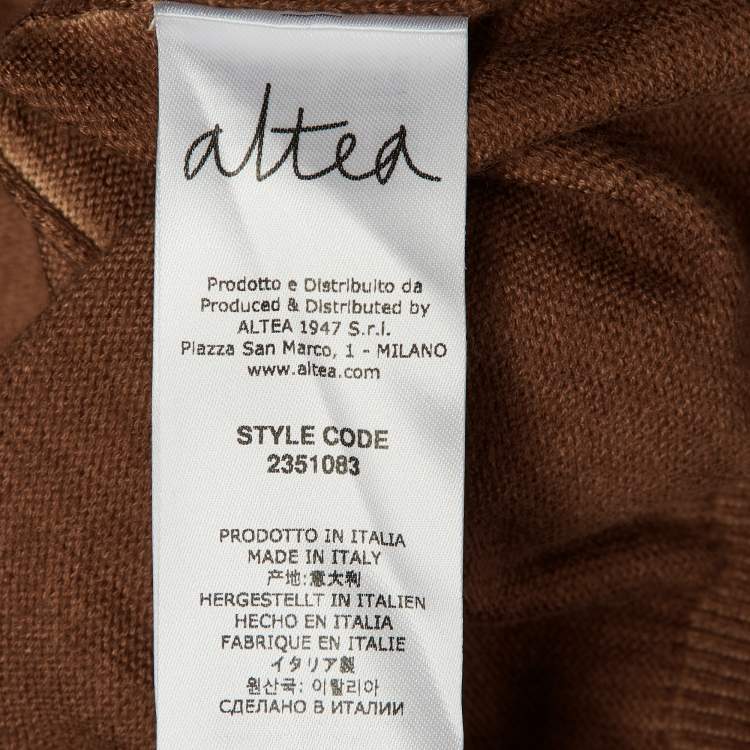 altea
Prodotto e Distribuito da
Produced & Distributed by
ALTEA 1947 S.r.l.
Piazza San Marco, 1 - MILANO
www.altea.com
STYLE CODE
2351083
PRODOTTO IN ITALIA
MADE IN ITALY
产地:意大利
HERGESTELLT IN ITALIEN
HECHO EN ITALIA
FABRIQUE EN ITALIE
イタリア製
원산국: 이탈리아
СДЕЛАНО В ИТАЛИИ